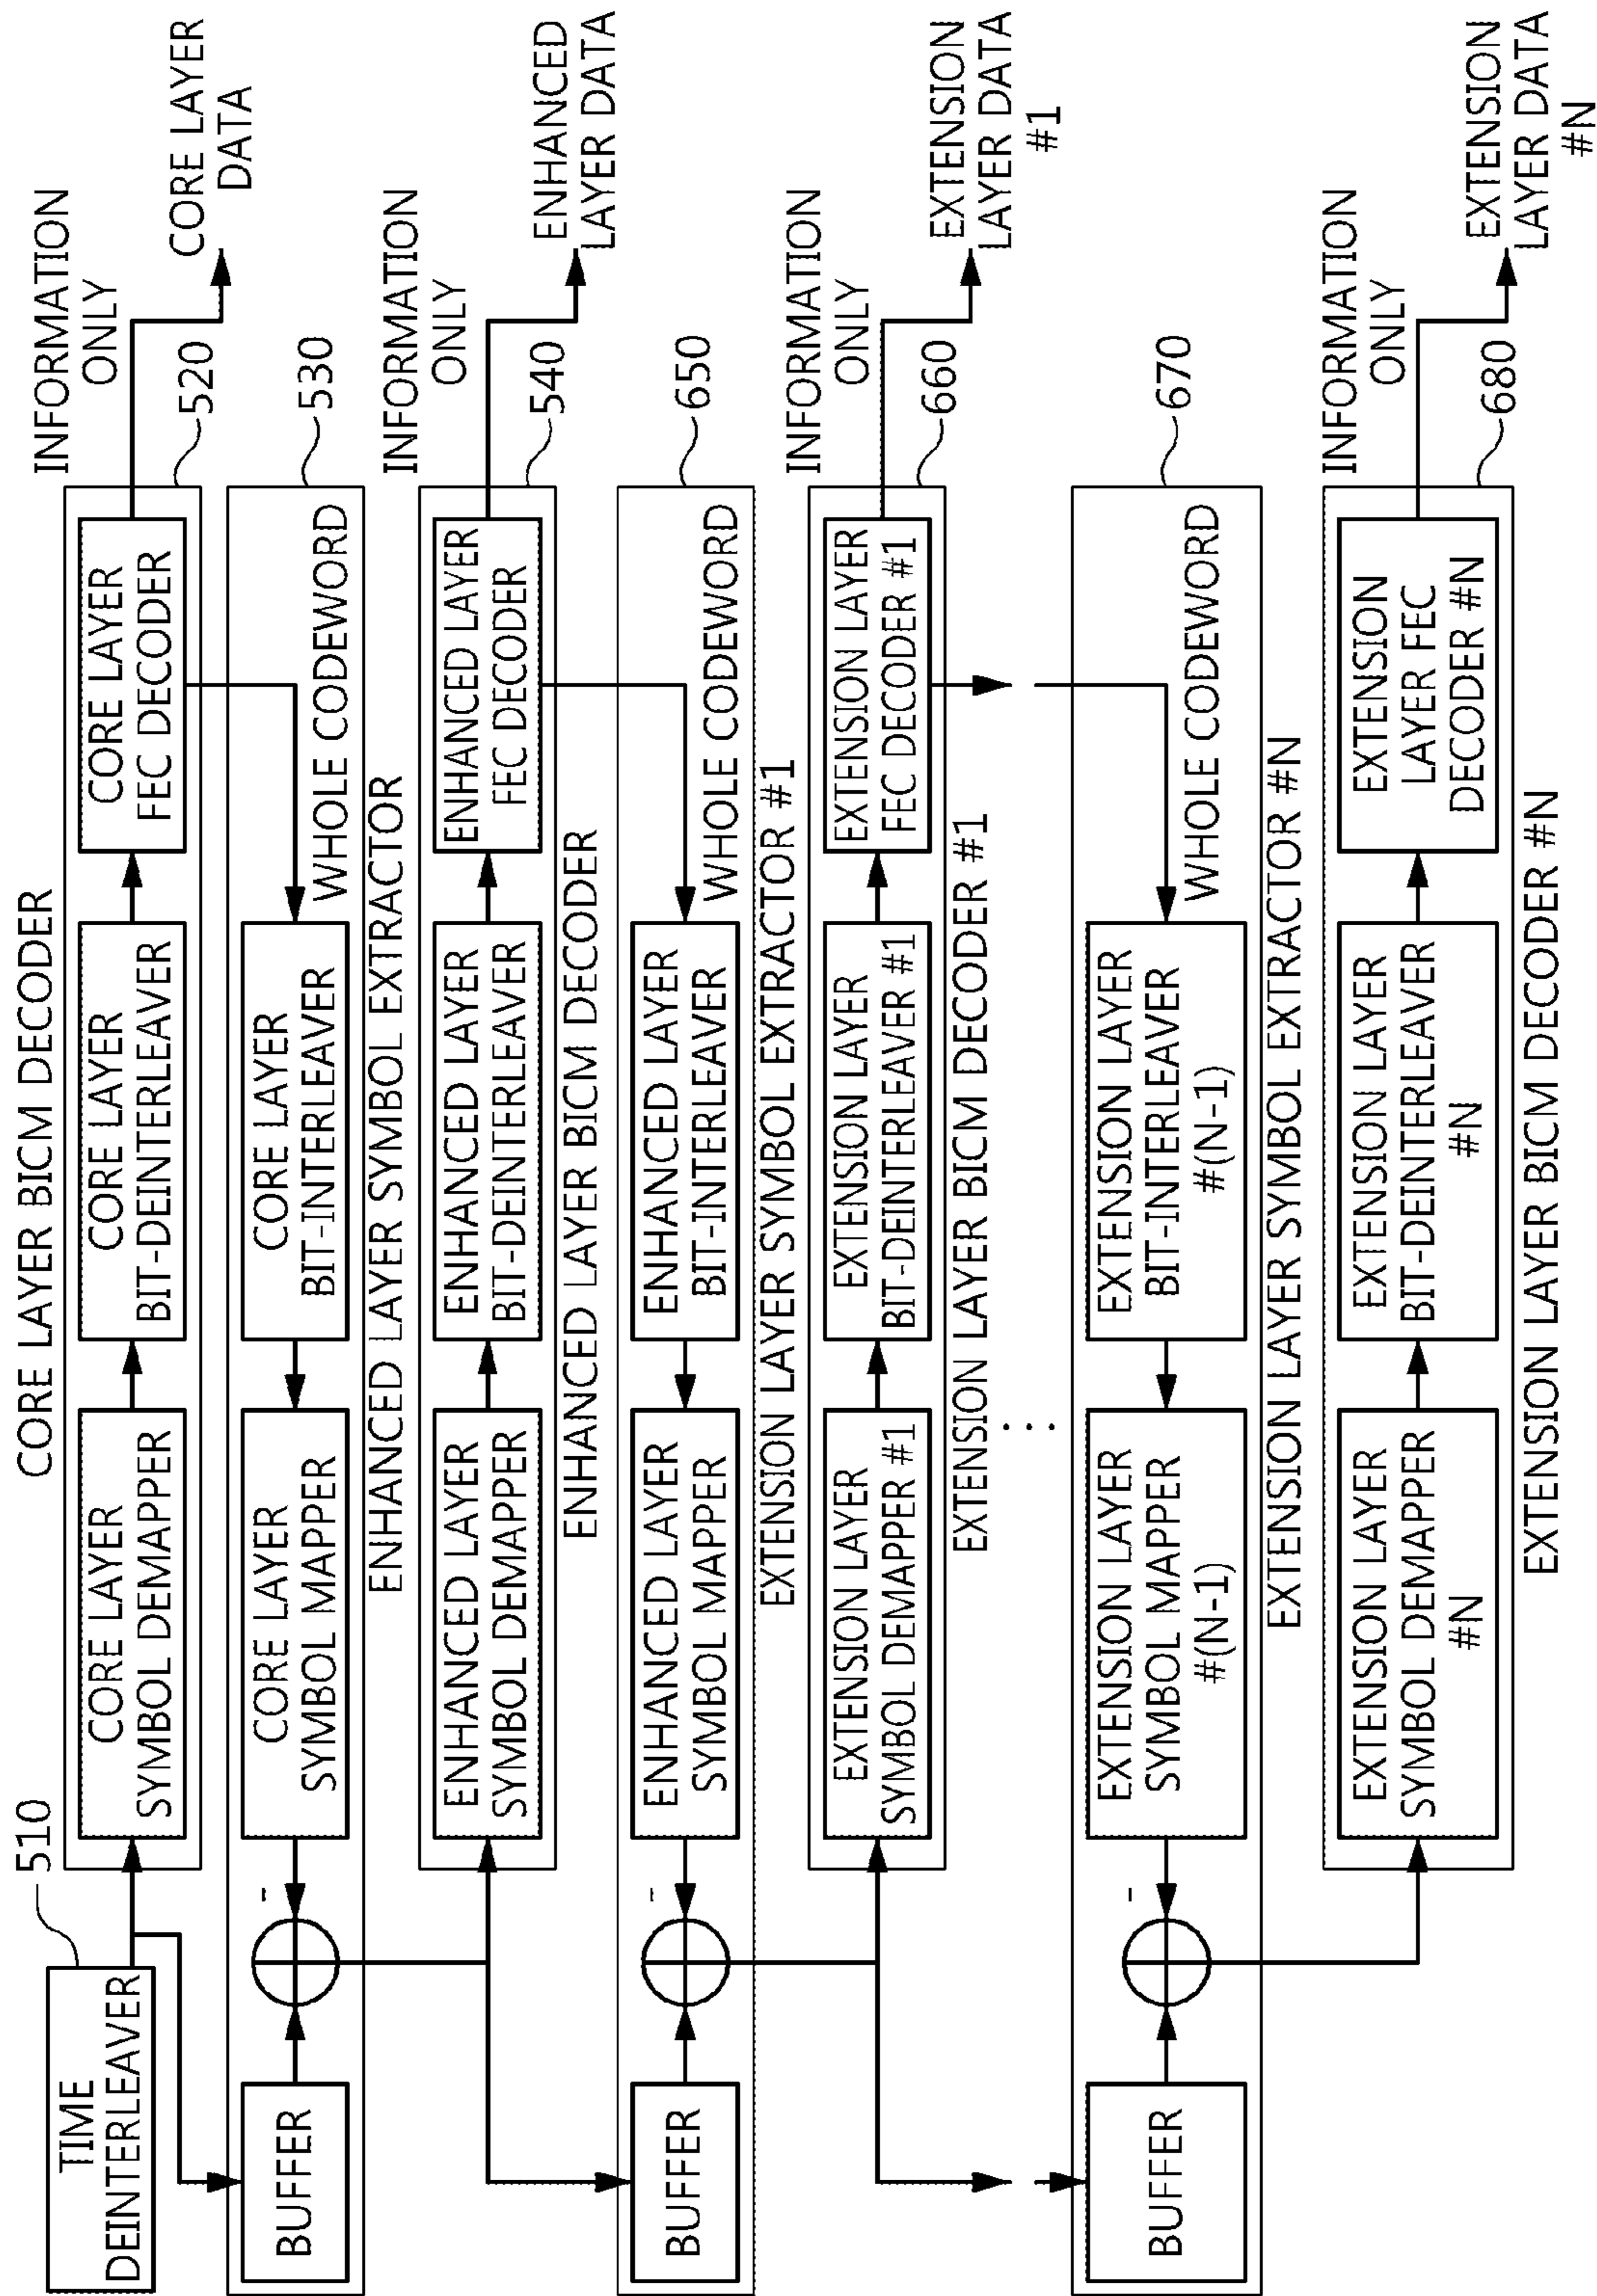 TIME
DEINTERLEAVER
510
CORE LAYER BICM DECODER
CORE LAYER
SYMBOL DEMAPPER
CORE LAYER
BIT-DEINTERLEAVER
CORE LAYER
FEC DECODER
INFORMATION
ONLY
520
CORE LAYER
DATA
BUFFER
-
CORE LAYER
SYMBOL MAPPER
CORE LAYER
BIT-INTERLEAVER
WHOLE CODEWORD
530
ENHANCED LAYER SYMBOL EXTRACTOR
ENHANCED LAYER
SYMBOL DEMAPPER
ENHANCED LAYER
BIT-DEINTERLEAVER
ENHANCED LAYER
FEC DECODER
INFORMATION
ONLY
540
ENHANCED
LAYER DATA
ENHANCED LAYER BICM DECODER
BUFFER
-
ENHANCED LAYER
SYMBOL MAPPER
ENHANCED LAYER
BIT-INTERLEAVER
WHOLE CODEWORD
650
EXTENSION LAYER SYMBOL EXTRACTOR #1
EXTENSION LAYER
SYMBOL DEMAPPER #1
EXTENSION LAYER
BIT-DEINTERLEAVER #1
EXTENSION LAYER
FEC DECODER #1
INFORMATION
ONLY
660
EXTENSION
LAYER DATA
#1
EXTENSION LAYER BICM DECODER #1
...
BUFFER
-
EXTENSION LAYER
SYMBOL MAPPER
#(N-1)
EXTENSION LAYER
BIT-INTERLEAVER
#(N-1)
WHOLE CODEWORD
670
EXTENSION LAYER SYMBOL EXTRACTOR #N
EXTENSION LAYER
SYMBOL DEMAPPER
#N
EXTENSION LAYER
BIT-DEINTERLEAVER
#N
EXTENSION
LAYER FEC
DECODER #N
INFORMATION
ONLY
680
EXTENSION
LAYER DATA
#N
EXTENSION LAYER BICM DECODER #N